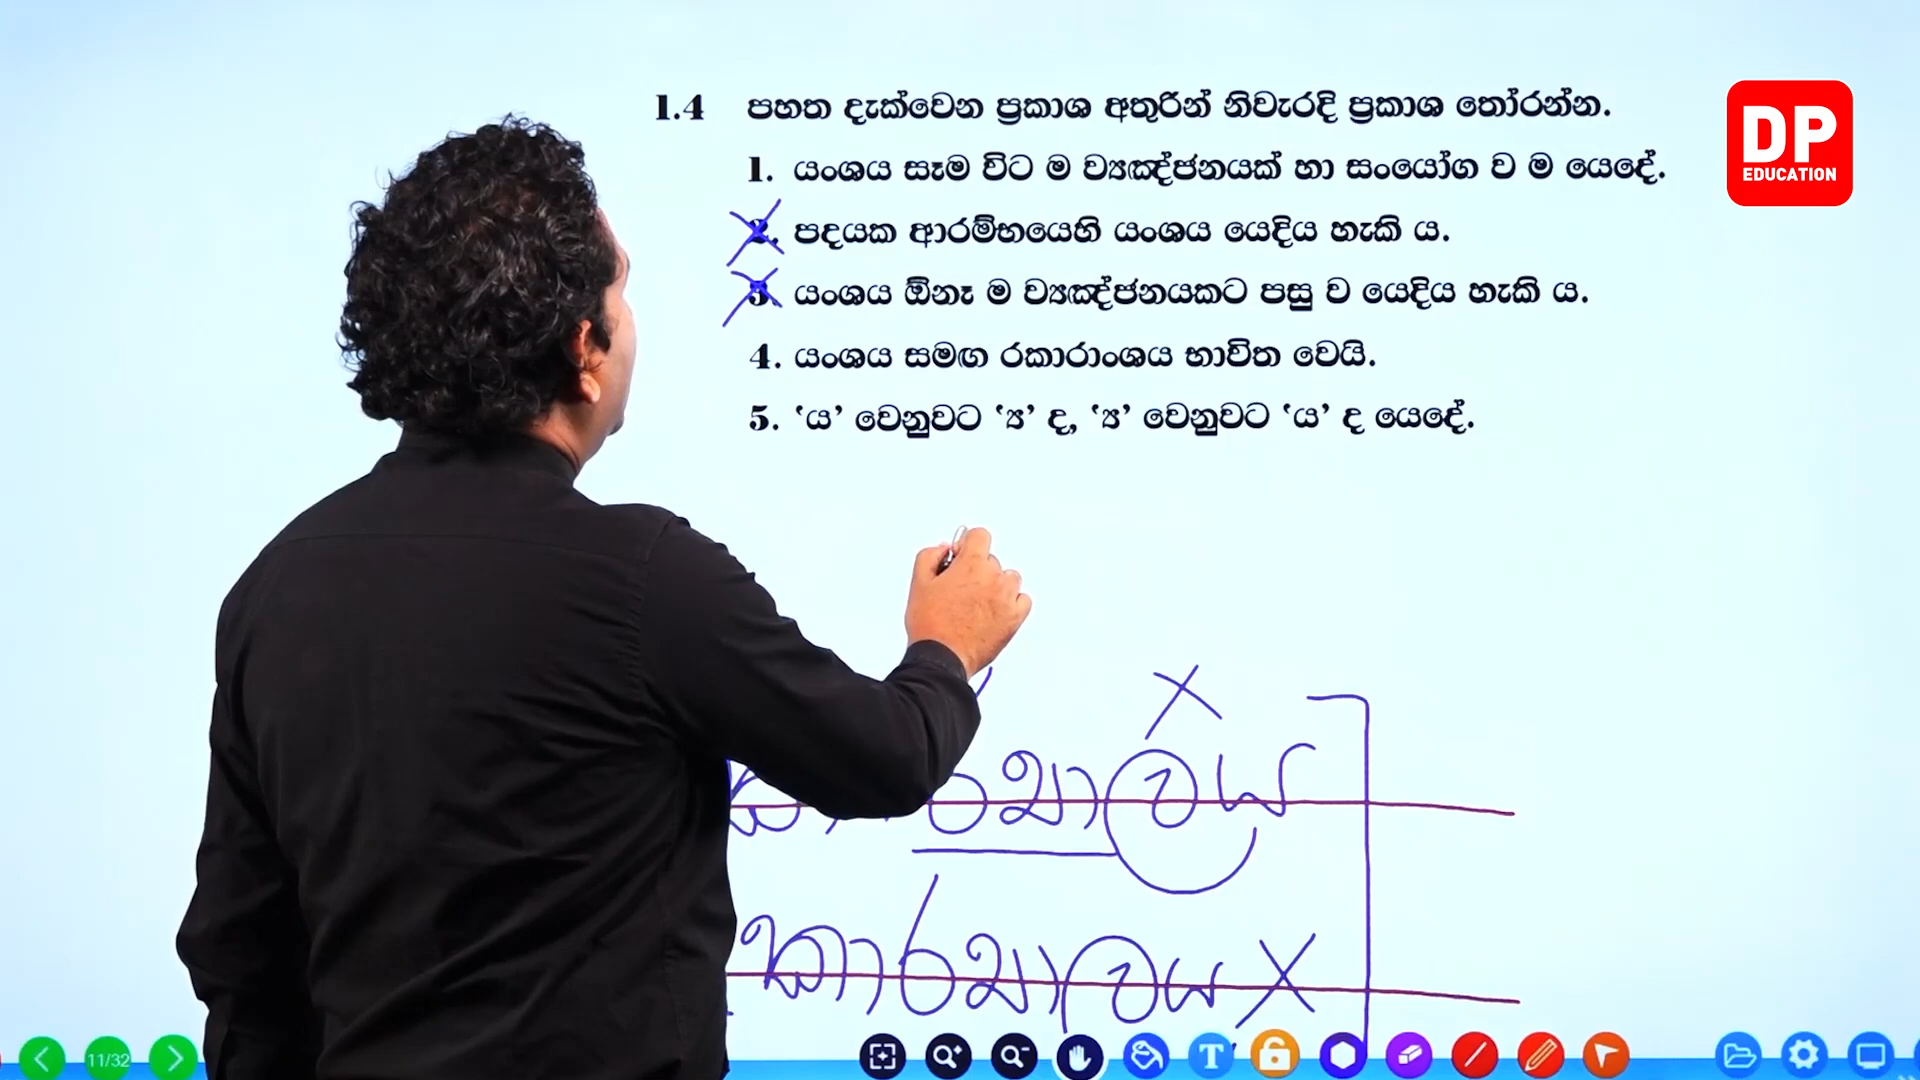 1.4 පහත දැක්වෙන ප්‍රකාශ අතුරින් නිවැරදි ප්‍රකාශ තෝරන්න.
1. යංශය සෑම විට ම ව්‍යඤ්ජනයක් හා සංයෝග ව ම යෙදේ.
2. පදයක ආරම්භයෙහි යංශය යෙදිය හැකි ය.
3. යංශය ඕනෑ ම ව්‍යඤ්ජනයකට පසු ව යෙදිය හැකි ය.
4. යංශය සමඟ රකාරාංශය භාවිත වෙයි.
5. ‘ය’ වෙනුවට ‘්‍ය’ ද, ‘්‍ය’ වෙනුවට ‘ය’ ද යෙදේ.
DP
EDUCATION
11/32
T